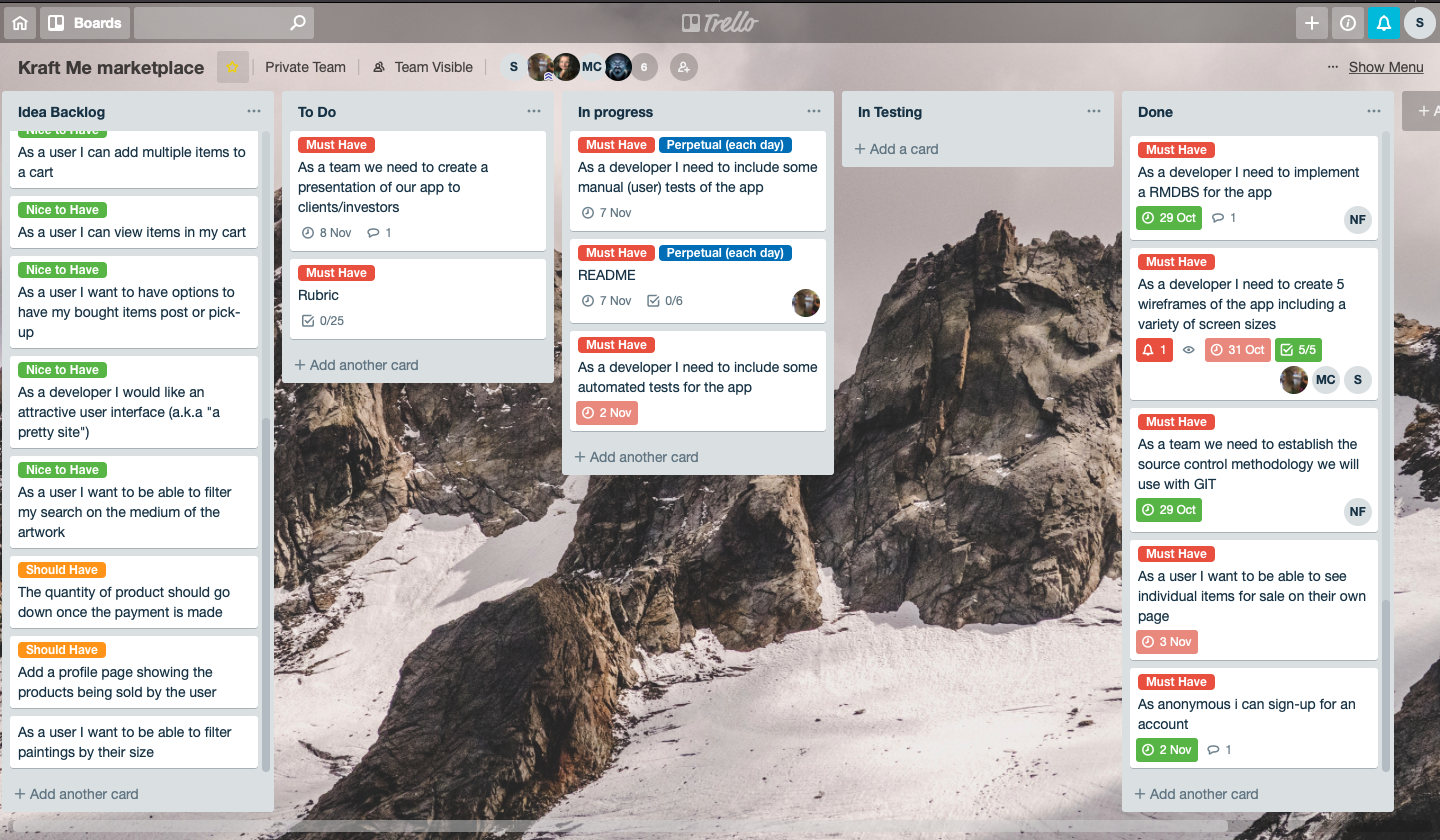 Boards
Trello
S
Kraft Me marketplace
Private Team
Team Visible
S
MC
6
Show Menu
Idea Backlog
Nice to Have
As a user I can add multiple items to
a cart
Nice to Have
As a user I can view items in my cart
Nice to Have
As a user I want to have options to
have my bought items post or pick-
up
Nice to Have
As a developer I would like an
attractive user interface (a.k.a "a
pretty site")
Nice to Have
As a user I want to be able to filter
my search on the medium of the
artwork
Should Have
The quantity of product should go
down once the payment is made
Should Have
Add a profile page showing the
products being sold by the user
As a user I want to be able to filter
paintings by their size
+ Add another card
To Do
Must Have
As a team we need to create a
presentation of our app to
clients/investors
8 Nov 1
Must Have
Rubric
0/25
+ Add another card
In progress
Must Have Perpetual (each day)
As a developer I need to include some
manual (user) tests of the app
7 Nov
Must Have Perpetual (each day)
README
7 Nov 0/6
Must Have
As a developer I need to include some
automated tests for the app
2 Nov
+ Add another card
In Testing
+ Add a card
Done
Must Have
As a developer I need to implement
a RMDBS for the app
29 Oct 1
NF
Must Have
As a developer I need to create 5
wireframes of the app including a
variety of screen sizes
1 31 Oct 5/5
MC S
Must Have
As a team we need to establish the
source control methodology we will
use with GIT
29 Oct
NF
Must Have
As a user I want to be able to see
individual items for sale on their own
page
3 Nov
Must Have
As anonymous i can sign-up for an
account
2 Nov 1
+ Add another card
+ A